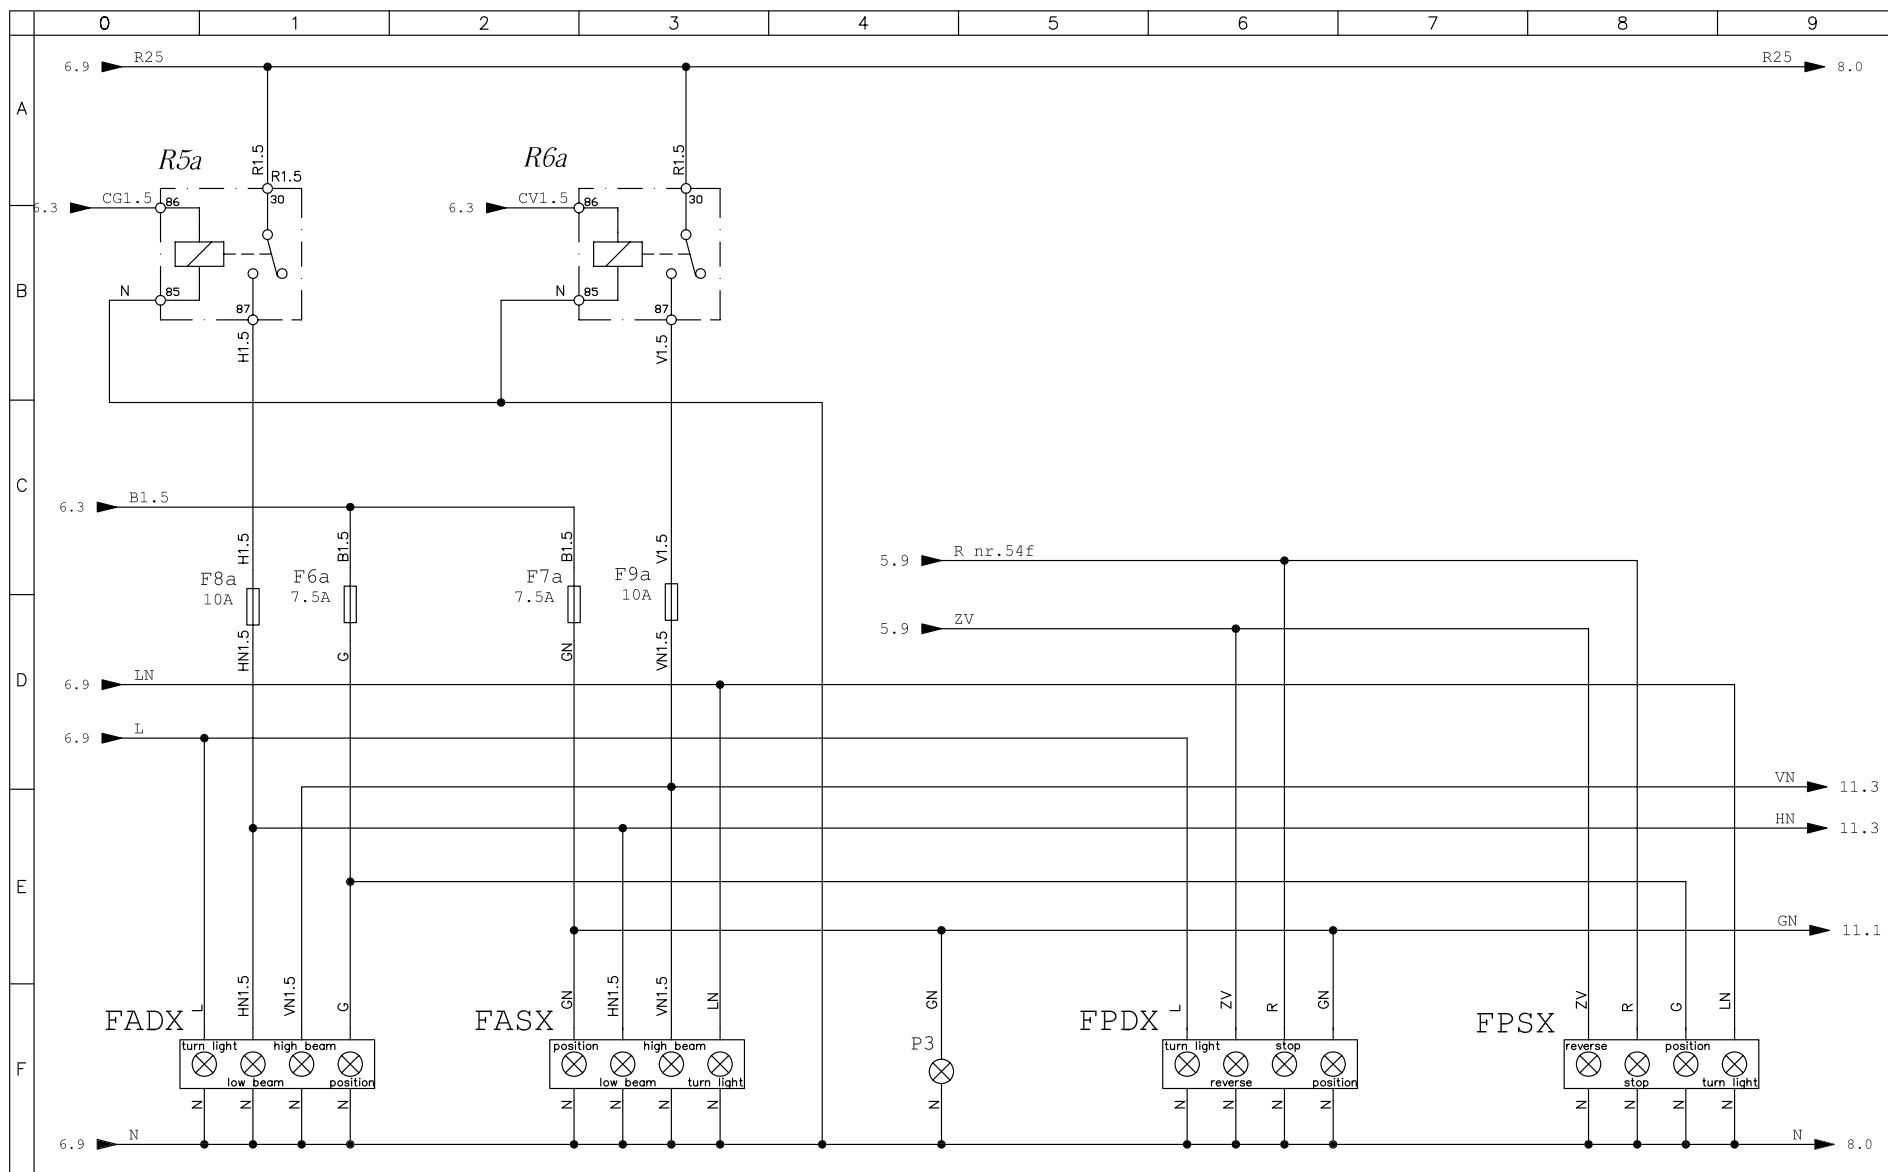 0 1 2 3 4 5 6 7 8 9
6.9 R25 R25 8.0
A
R1.5 R1.5
R5a R6a
R1.5
30 30
6.3 CG1.5 86 6.3 CV1.5 86
B
N 85 N 85
87 87
H1.5 V1.5
C
6.3 B1.5
H1.5 B1.5 B1.5 V1.5
5.9 R nr.54f
F8a F6a F7a F9a
10A 7.5A 7.5A 10A
5.9 ZV
HN1.5 G GN VN1.5
D
6.9 LN
6.9 L
VN 11.3
HN 11.3
E
GN 11.1
L HN1.5 VN1.5 G GN HN1.5 VN1.5 LN GN L ZV R GN ZV R G LN
FADX FASX FPDX FPSX
P3
turn light high beam position high beam turn light stop reverse position
F
low beam position low beam turn light reverse position stop turn light
N N N N N N N N N N N N N N N N N
6.9 N N 8.0